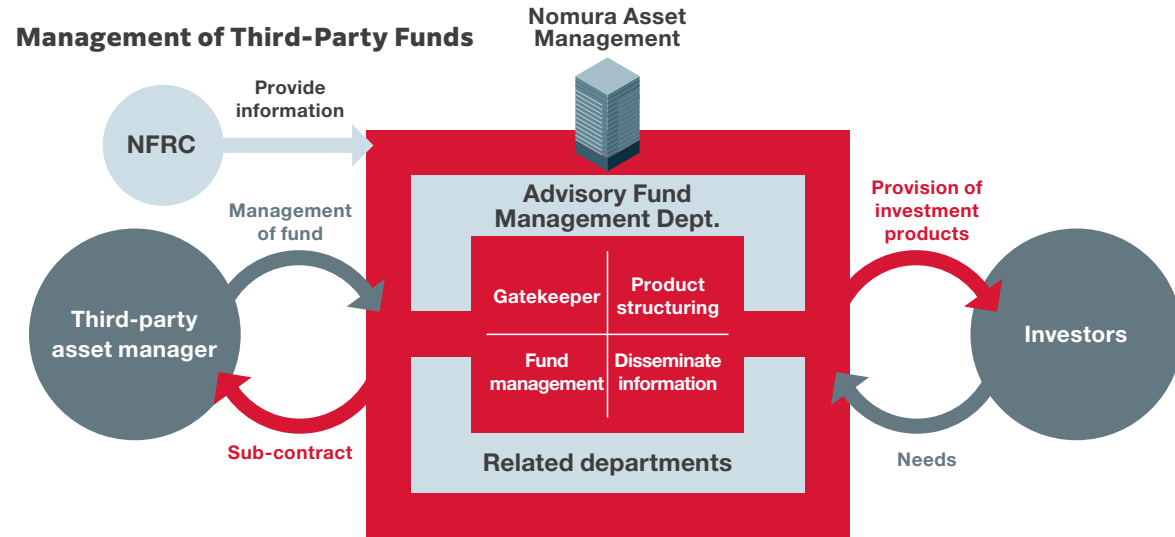 Management of Third-Party Funds
Nomura Asset
Management
Provide
information
NFRC
Management
of fund
Third-party
asset manager
Sub-contract
Advisory Fund
Management Dept.
Gatekeeper
Product
structuring
Fund
management
Disseminate
information
Related departments
Provision of
investment
products
Investors
Needs